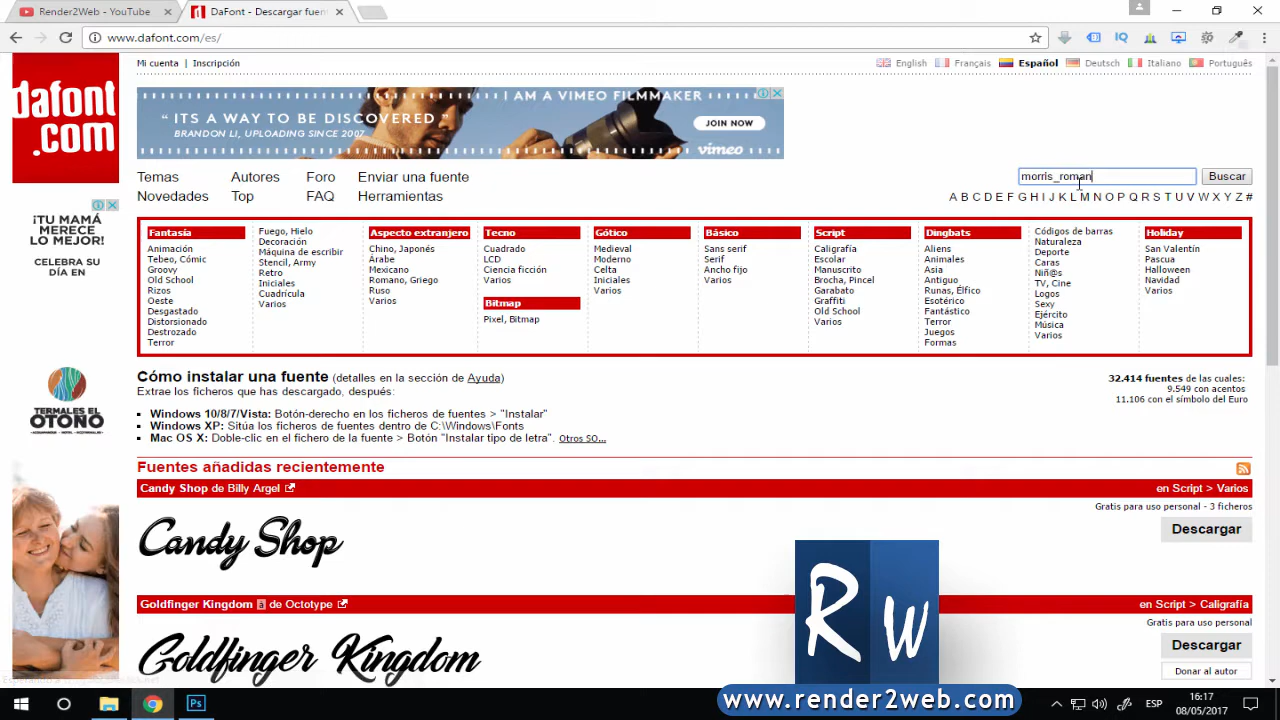 Render2Web - YouTube
DaFont - Descargar fuen
www.dafont.com/es/
dafont
.com
Mi cuenta | Inscripción
English Français Español Deutsch Italiano Português
I AM A VIMEO FILMMAKER
“ ITS A WAY TO BE DISCOVERED ”
BRANDON LI, UPLOADING SINCE 2007
JOIN NOW
vimeo
Temas Autores Foro Enviar una fuente
Novedades Top FAQ Herramientas
morris_roman
Buscar
A B C D E F G H I J K L M N O P Q R S T U V W X Y Z #
¡TU MAMÁ
MERECE
LO MEJOR!
CELEBRA SU
DÍA EN
TERMALES EL
OTOÑO
Fantasía
Animación
Tebeo, Cómic
Groovy
Old School
Rizos
Oeste
Desgastado
Distorsionado
Destrozado
Terror
Fuego, Hielo
Decoración
Máquina de escribir
Stencil, Army
Retro
Iniciales
Cuadrícula
Varios
Aspecto extranjero
Chino, Japonés
Árabe
Mexicano
Romano, Griego
Ruso
Varios
Tecno
Cuadrado
LCD
Ciencia ficción
Varios
Bitmap
Pixel, Bitmap
Gótico
Medieval
Moderno
Celta
Iniciales
Varios
Básico
Sans serif
Serif
Ancho fijo
Varios
Script
Caligrafía
Escolar
Manuscrito
Brocha, Pincel
Garabato
Graffiti
Old School
Varios
Dingbats
Aliens
Animales
Asia
Antiguo
Runas, Élfico
Esotérico
Fantástico
Terror
Juegos
Formas
Códigos de barras
Naturaleza
Deporte
Caras
Niñ@s
TV, Cine
Logos
Sexy
Ejército
Música
Varios
Holiday
San Valentín
Pascua
Halloween
Navidad
Varios
Cómo instalar una fuente (detalles en la sección de Ayuda)
Extrae los ficheros que has descargado, después:
Windows 10/8/7/Vista: Botón-derecho en los ficheros de fuentes > "Instalar"
Windows XP: Sitúa los ficheros de fuentes dentro de C:\Windows\Fonts
Mac OS X: Doble-clic en el fichero de la fuente > Botón "Instalar tipo de letra". Otros SO...
32.414 fuentes de las cuales:
9.549 con acentos
11.106 con el símbolo del Euro
Fuentes añadidas recientemente
Candy Shop de Billy Argel
en Script > Varios
Gratis para uso personal - 3 ficheros
Candy Shop
Descargar
Goldfinger Kingdom à de Octotype
en Script > Caligrafía
Gratis para uso personal
Goldfinger Kingdom
Descargar
Donar al autor
RW
www.render2web.com
Ps
ESP
16:17
08/05/2017